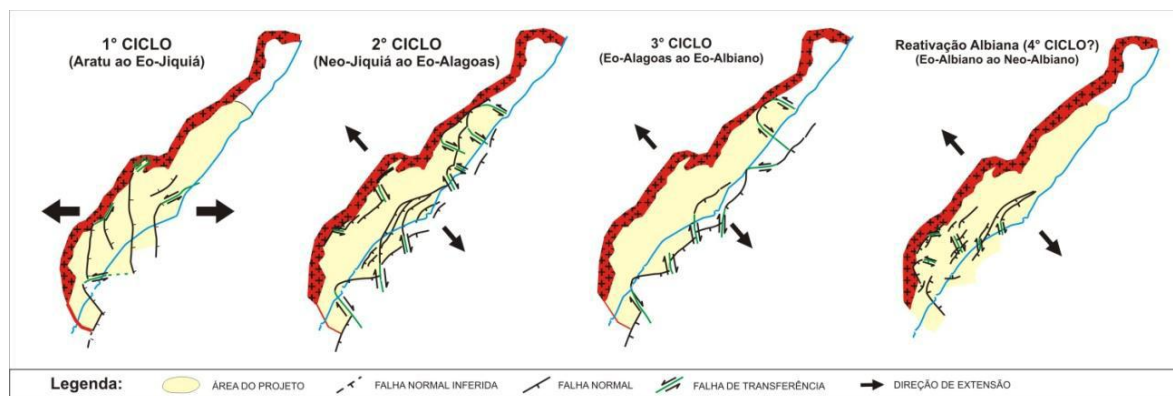 1° CICLO
(Aratu ao Eo-Jiquiá)
2° CICLO
(Neo-Jiquiá ao Eo-Alagoas)
3° CICLO
(Eo-Alagoas ao Eo-Albiano)
Reativação Albiana (4° CICLO?)
(Eo-Albiano ao Neo-Albiano)
Legenda: ÁREA DO PROJETO FALHA NORMAL INFERIDA FALHA NORMAL FALHA DE TRANSFERÊNCIA DIREÇÃO DE EXTENSÃO